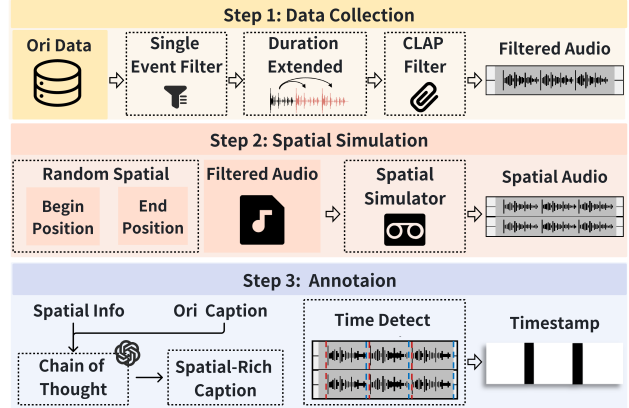 Step 1: Data Collection
Ori Data
Single
Event Filter
Duration
Extended
CLAP
Filter
Filtered Audio
Step 2: Spatial Simulation
Random Spatial
Begin
Position
End
Position
Filtered Audio
Spatial
Simulator
Spatial Audio
Step 3: Annotaion
Spatial Info
Ori Caption
Chain of
Thought
Spatial-Rich
Caption
Time Detect
Timestamp